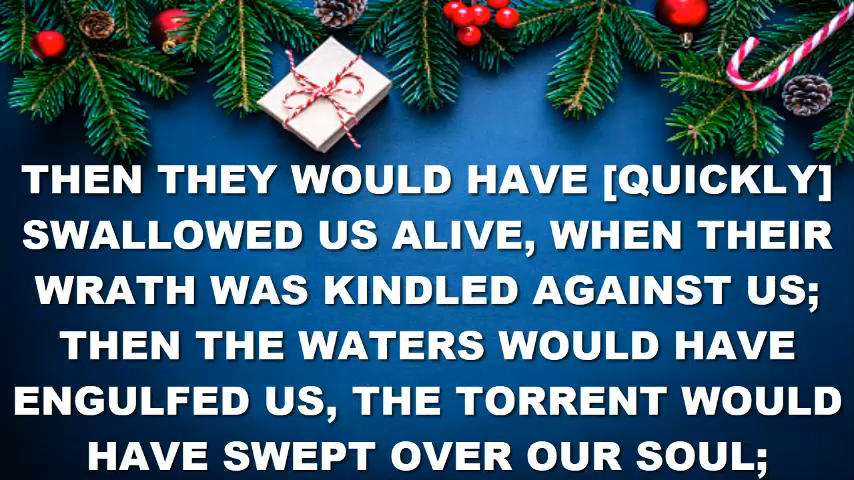 THEN THEY WOULD HAVE [QUICKLY]
SWALLOWED US ALIVE, WHEN THEIR
WRATH WAS KINDLED AGAINST US;
THEN THE WATERS WOULD HAVE
ENGULFED US, THE TORRENT WOULD
HAVE SWEPT OVER OUR SOUL;